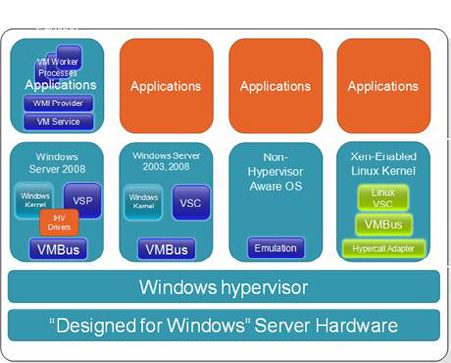 VM Worker
Processes
Applications
WMI Provider
VM Service
Applications
Applications
Applications
Windows
Server 2008
Windows
Kernel
VSP
IHV
Drivers
VMBus
Windows Server
2003, 2008
Windows
Kernel
VSC
VMBus
Non-
Hypervisor
Aware OS
Emulation
Xen-Enabled
Linux Kernel
Linux
VSC
VMBus
Hypercall Adapter
Windows hypervisor
“Designed for Windows” Server Hardware